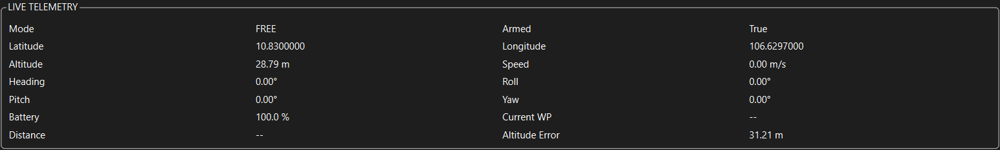 LIVE TELEMETRY
Mode FREE Armed True
Latitude 10.8300000 Longitude 106.6297000
Altitude 28.79 m Speed 0.00 m/s
Heading 0.00° Roll 0.00°
Pitch 0.00° Yaw 0.00°
Battery 100.0 % Current WP --
Distance -- Altitude Error 31.21 m